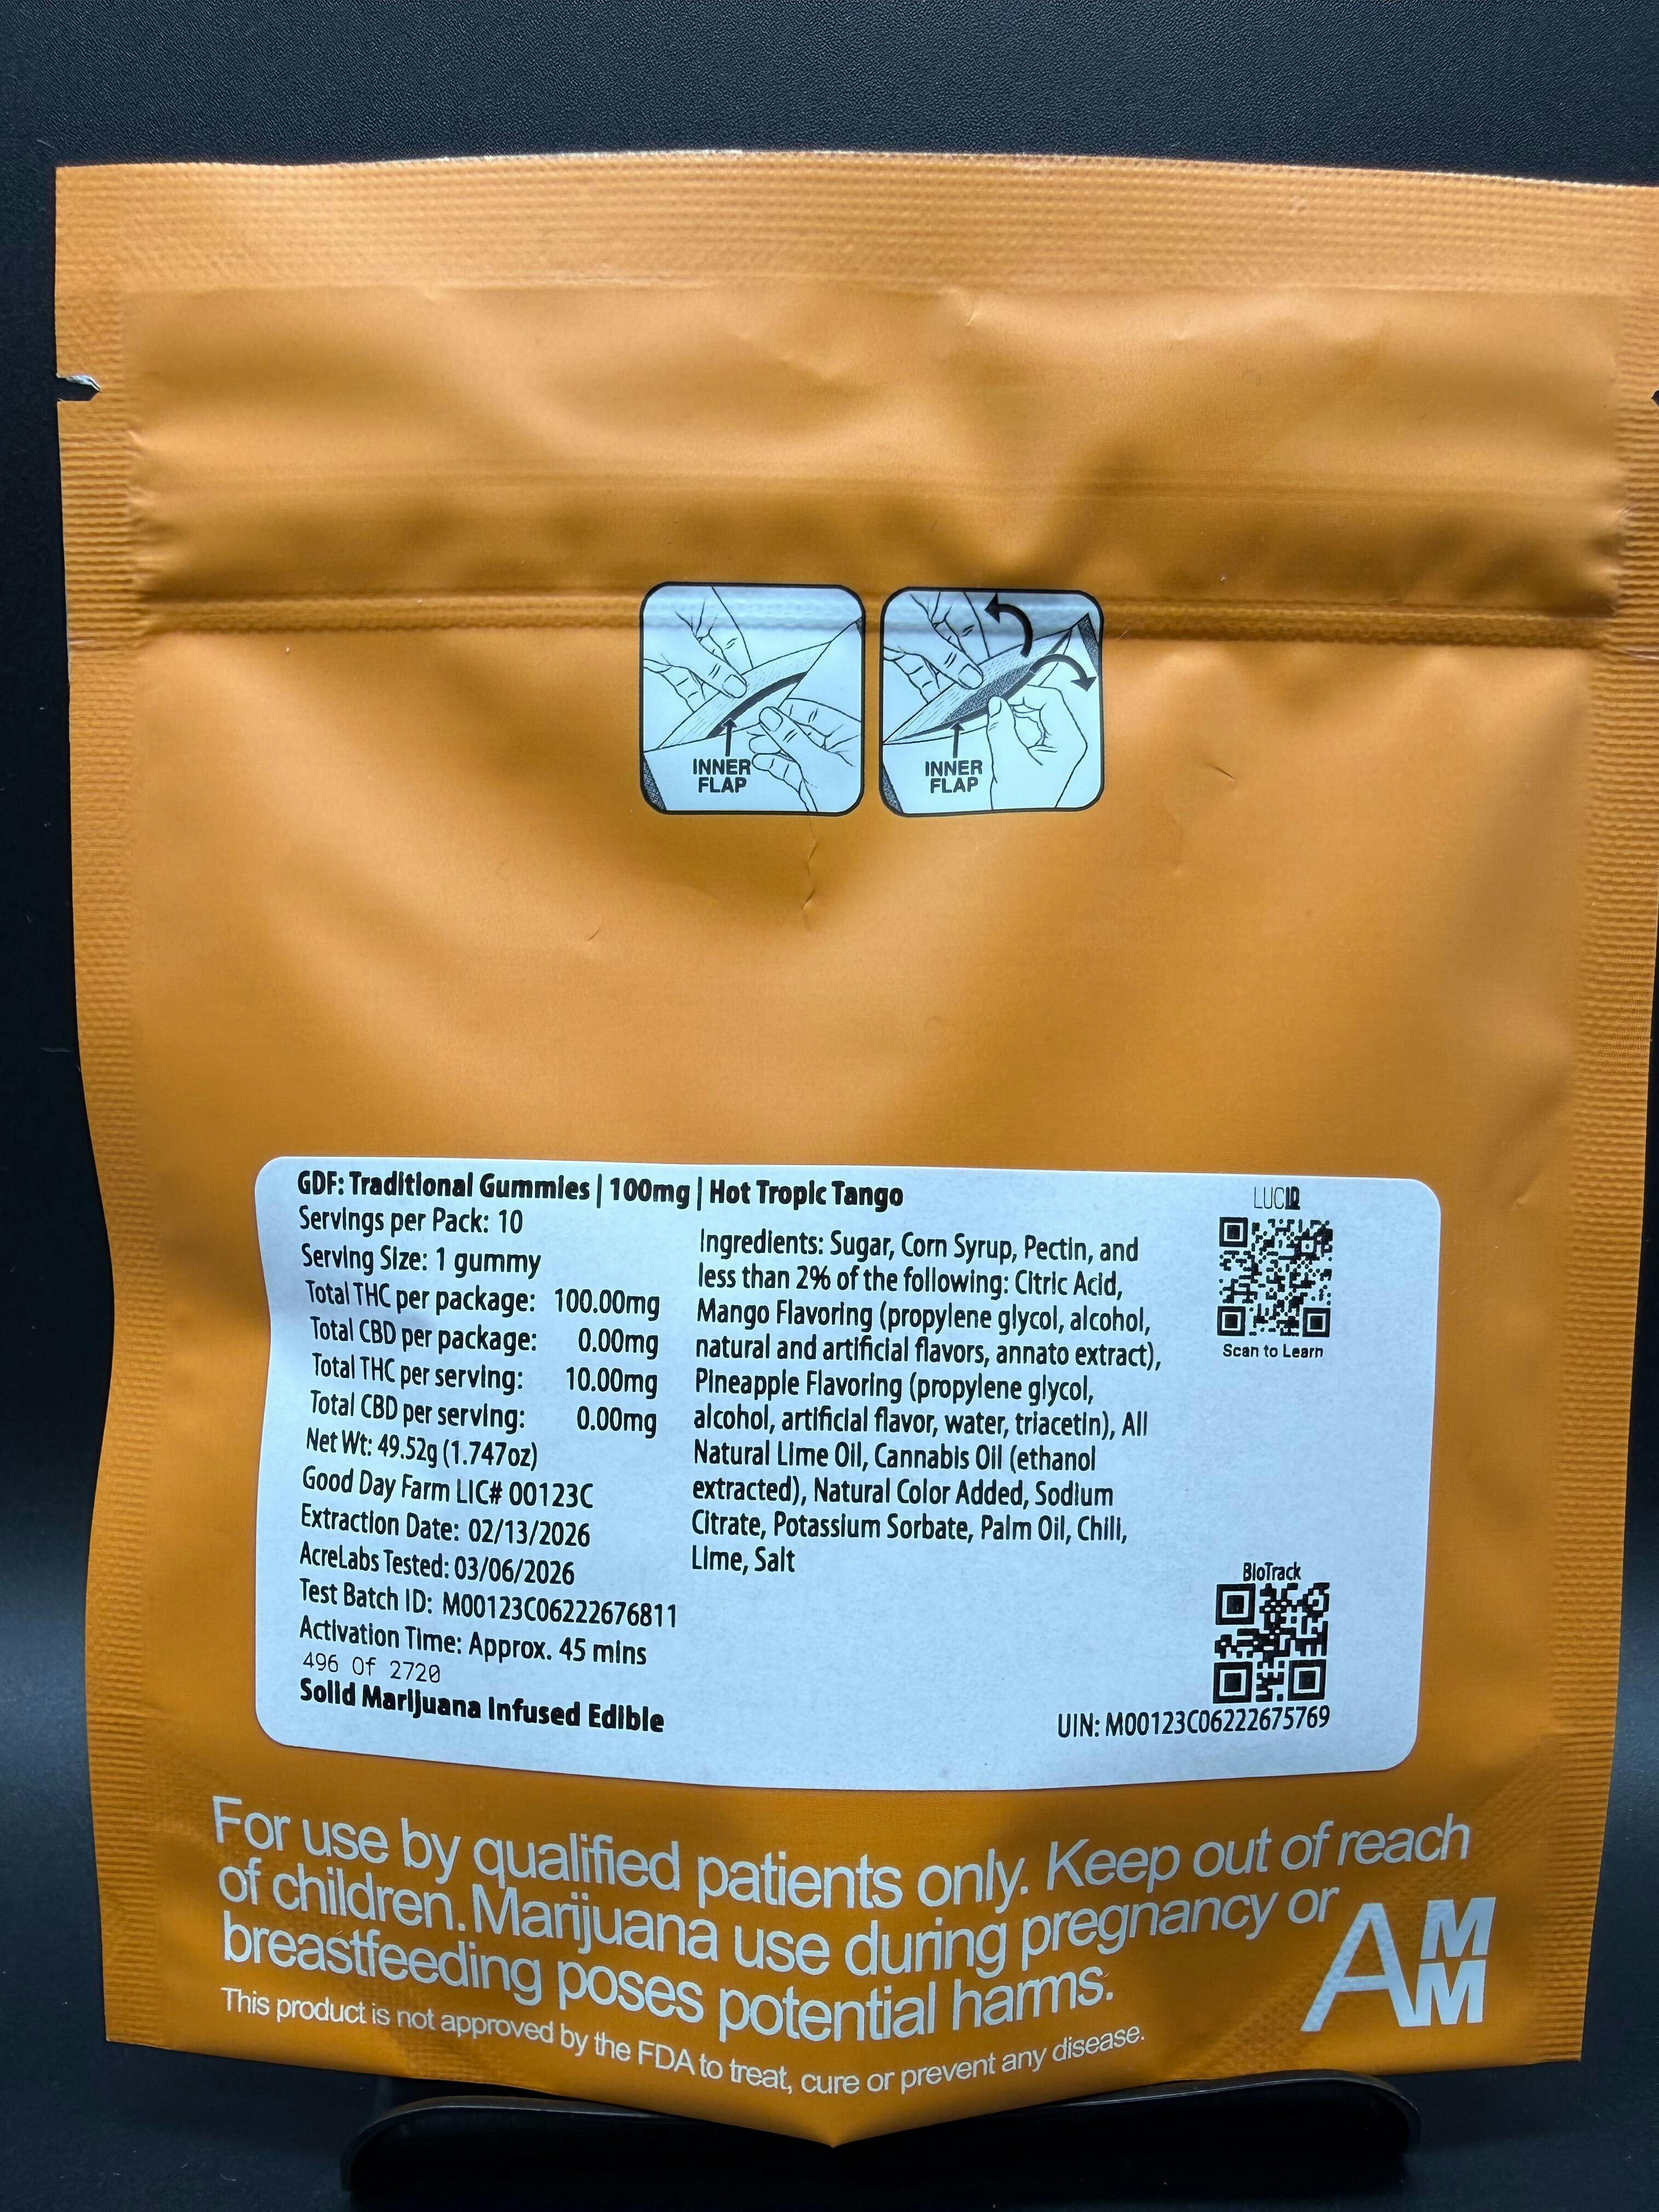 INNER
FLAP
INNER
FLAP
GDF: Traditional Gummies | 100mg | Hot Tropic Tango
Servings per Pack: 10
Serving Size: 1 gummy
Total THC per package: 100.00mg
Total CBD per package: 0.00mg
Total THC per serving: 10.00mg
Total CBD per serving: 0.00mg
Net Wt: 49.52g (1.747oz)
Good Day Farm LIC# 00123C
Extraction Date: 02/13/2026
AcreLabs Tested: 03/06/2026
Test Batch ID: M00123C06222676811
Activation Time: Approx. 45 mins
496 Of 2720
Solid Marijuana Infused Edible
Ingredients: Sugar, Corn Syrup, Pectin, and
less than 2% of the following: Citric Acid,
Mango Flavoring (propylene glycol, alcohol,
natural and artificial flavors, annato extract),
Pineapple Flavoring (propylene glycol,
alcohol, artificial flavor, water, triacetin), All
Natural Lime Oil, Cannabis Oil (ethanol
extracted), Natural Color Added, Sodium
Citrate, Potassium Sorbate, Palm Oil, Chili,
Lime, Salt
LUCID
Scan to Learn
BioTrack
UIN: M00123C06222675769
For use by qualified patients only. Keep out of reach
of children. Marijuana use during pregnancy or
breastfeeding poses potential harms.
This product is not approved by the FDA to treat, cure or prevent any disease.
AMM